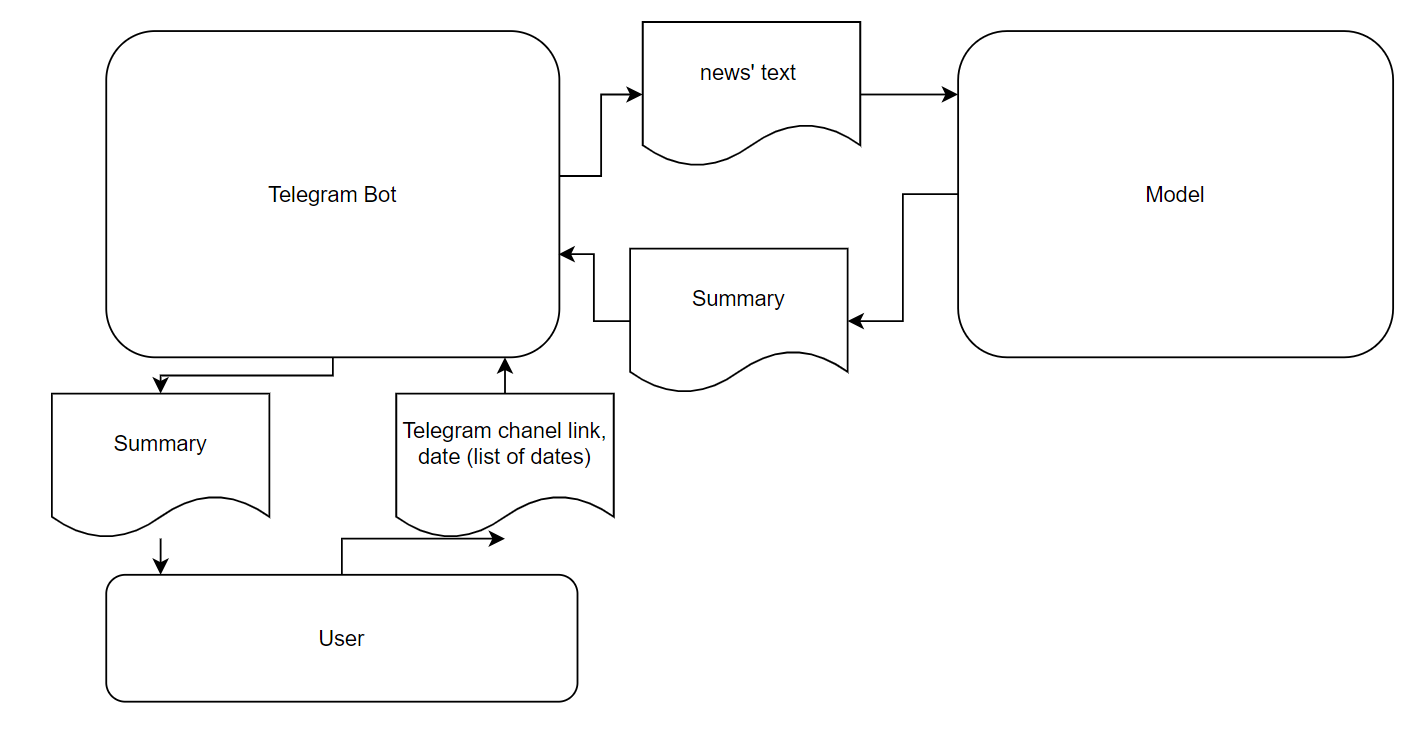 news' text
Telegram Bot
Model
Summary
Summary
Telegram chanel link,
date (list of dates)
User